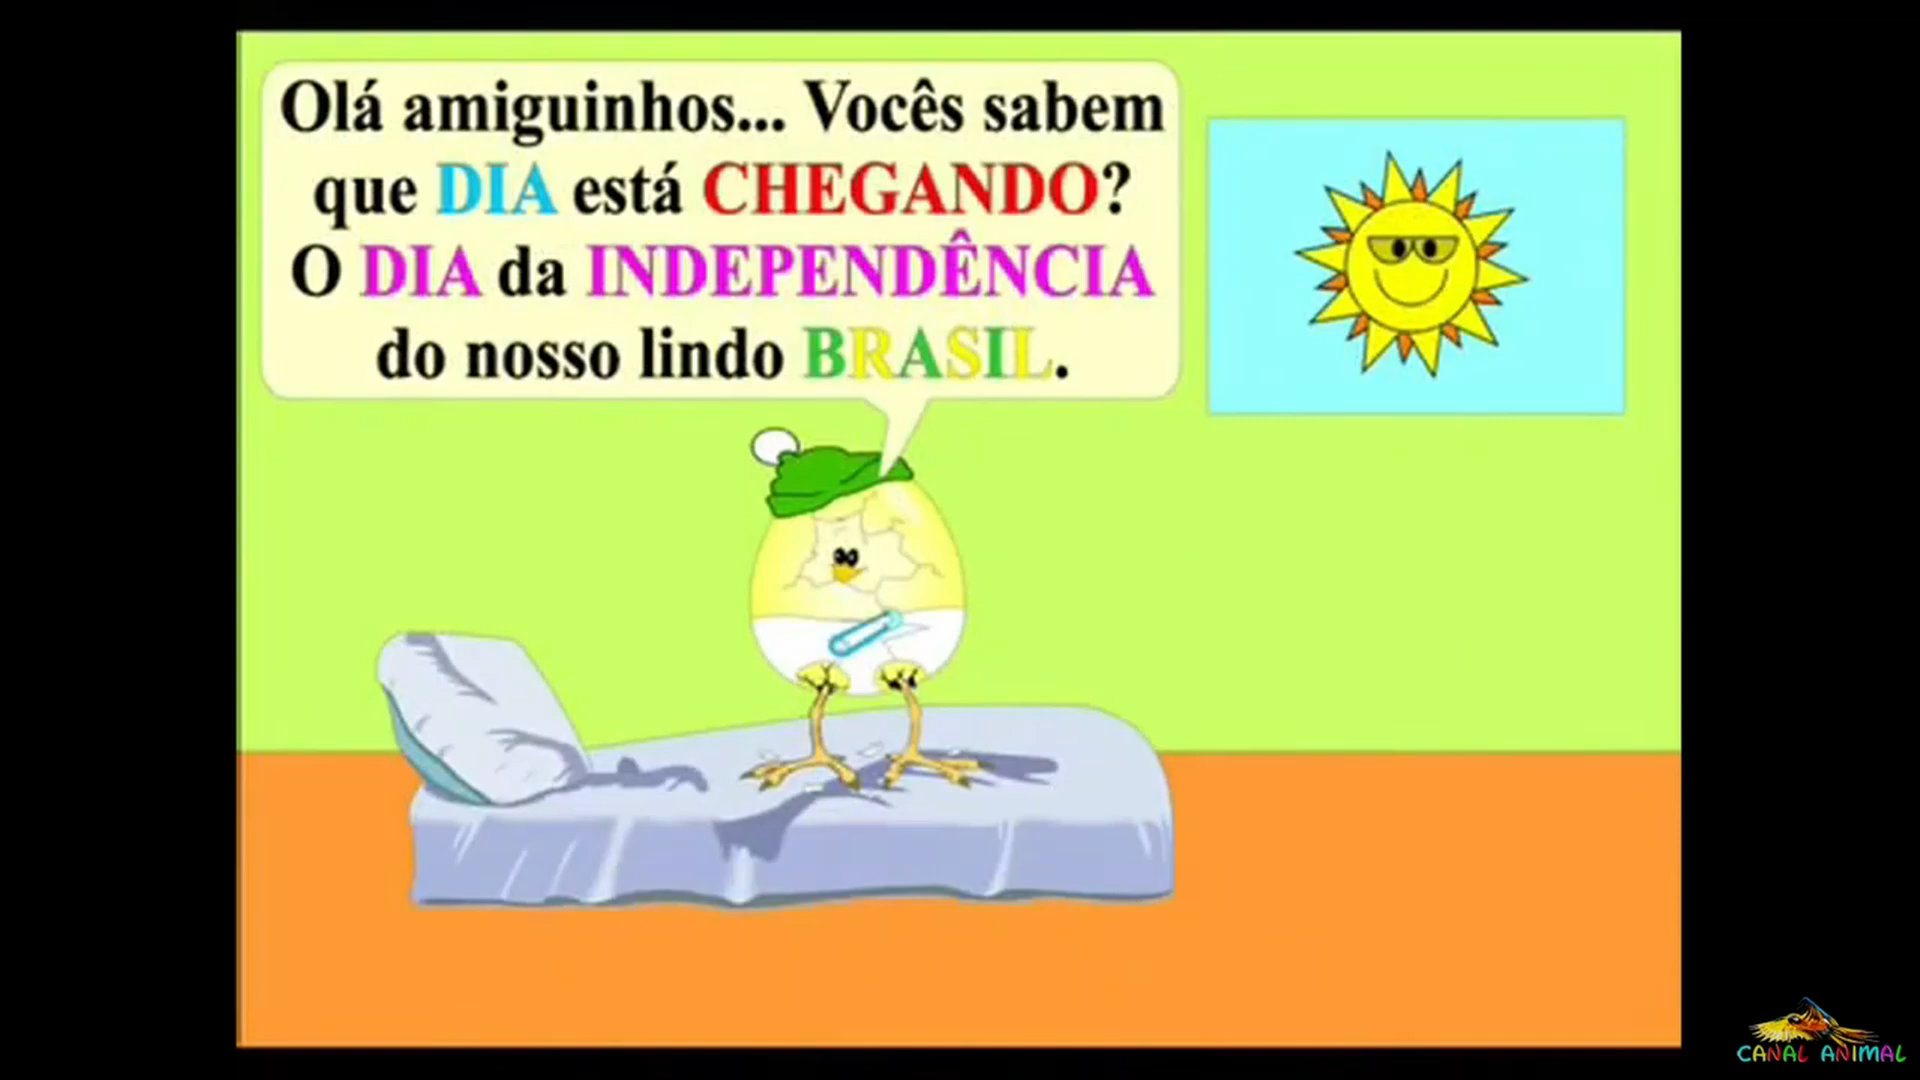 Olá amiguinhos... Vocês sabem
que DIA está CHEGANDO?
O DIA da INDEPENDÊNCIA
do nosso lindo BRASIL.
CANAL ANIMAL